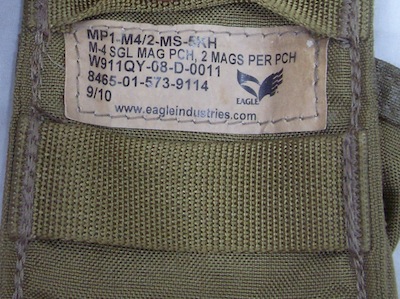 MP1-M4/2-MS-5KH
M-4 SGL MAG PCH, 2 MAGS PER PCH
W911QY-08-D-0011
8465-01-573-9114
9/10
EAGLE
www.eagleindustries.com